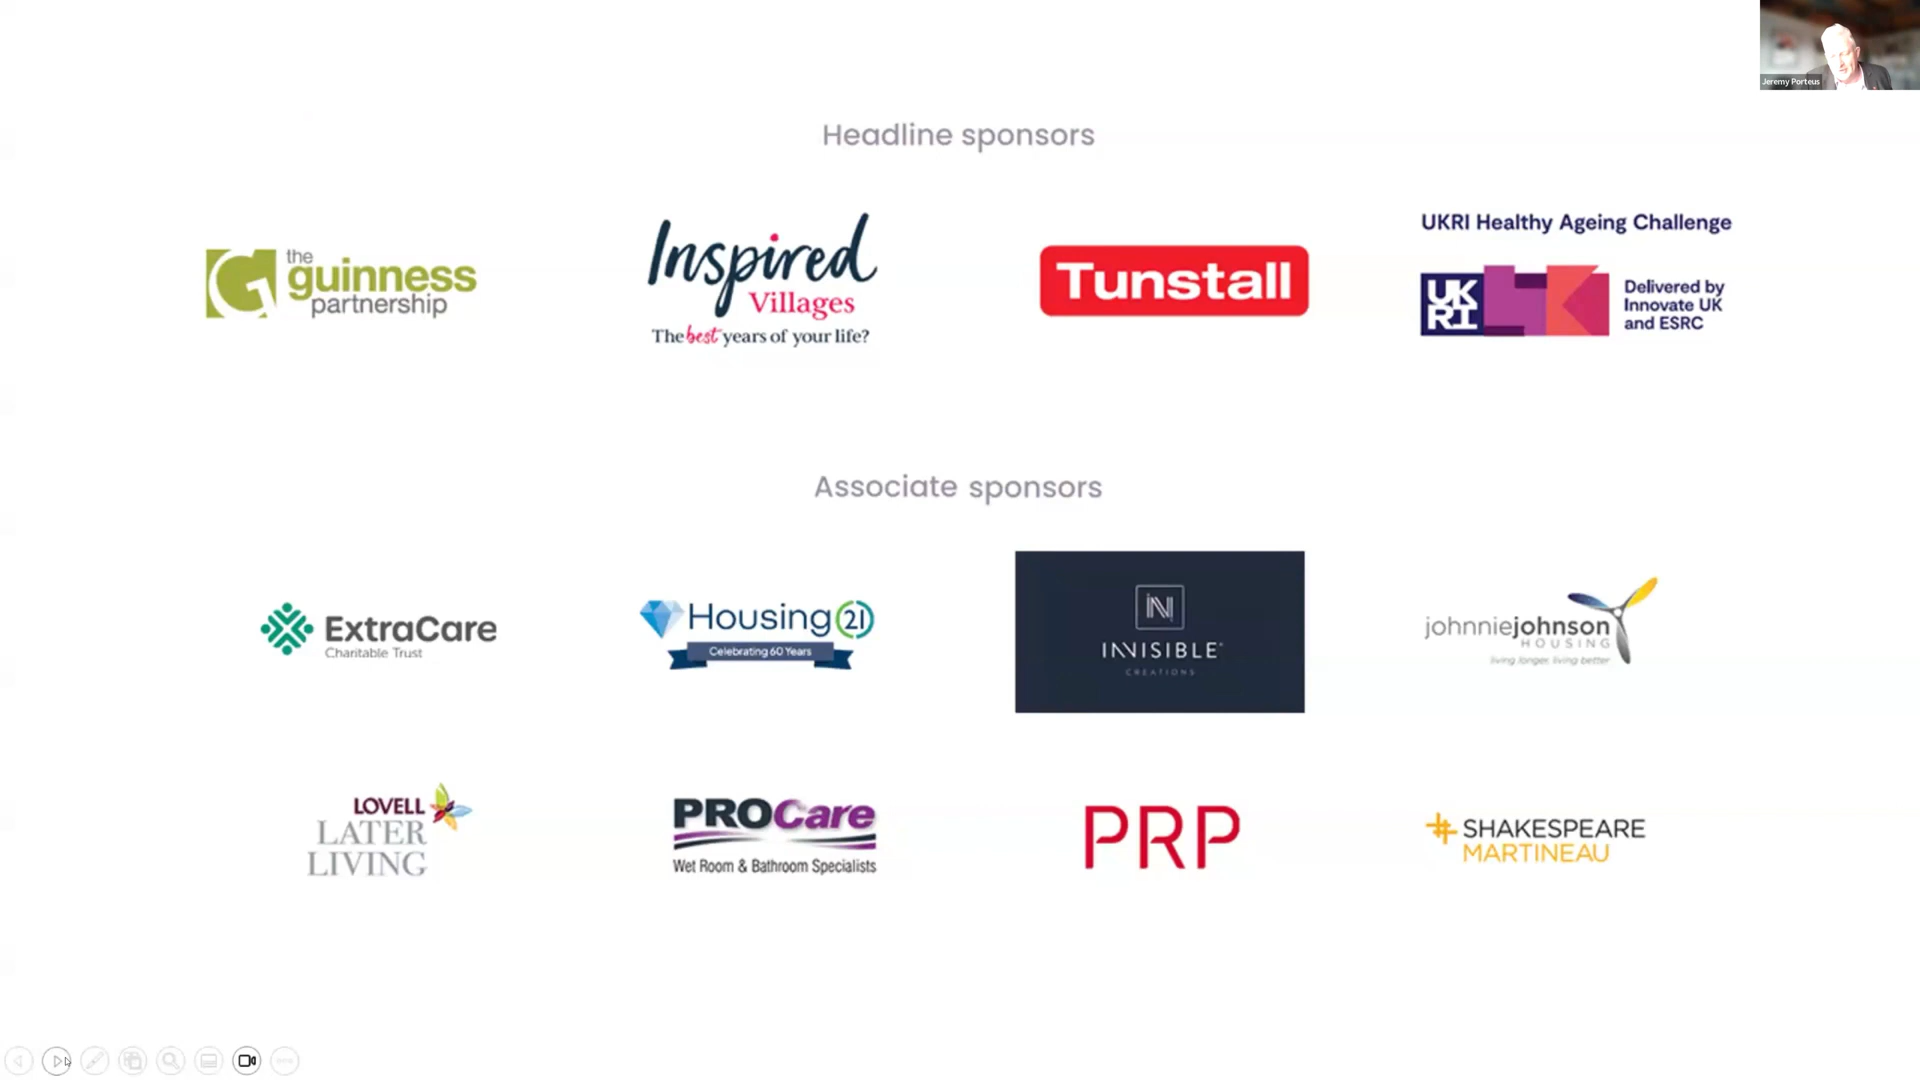 Jeremy Porteus
Headline sponsors
the
guinness
partnership
Inspired
Villages
The best years of your life?
Tunstall
UKRI Healthy Ageing Challenge
UK
RI
Delivered by
Innovate UK
and ESRC
Associate sponsors
ExtraCare
Charitable Trust
Housing 21
Celebrating 60 Years
IN
INVISIBLE
CREATIONS
johnniejohnson
HOUSING
living longer, living better
LOVELL
LATER
LIVING
PROCare
Wet Room & Bathroom Specialists
PRP
SHAKESPEARE
MARTINEAU